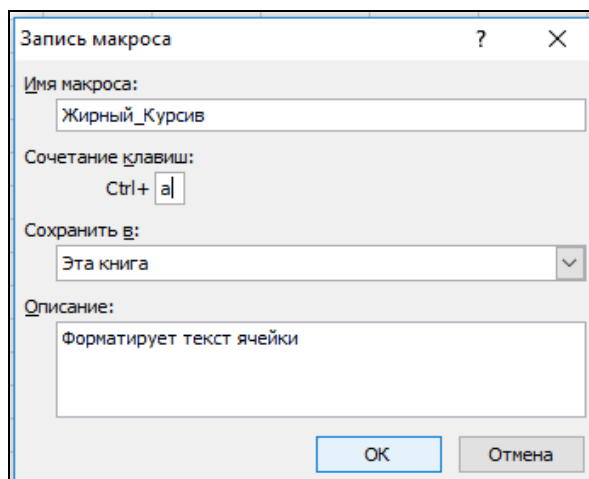 Запись макроса
?
Имя макроса:
Жирный_Курсив
Сочетание клавиш:
Ctrl+ а
Сохранить в:
Эта книга
Описание:
Форматирует текст ячейки
ОК
Отмена